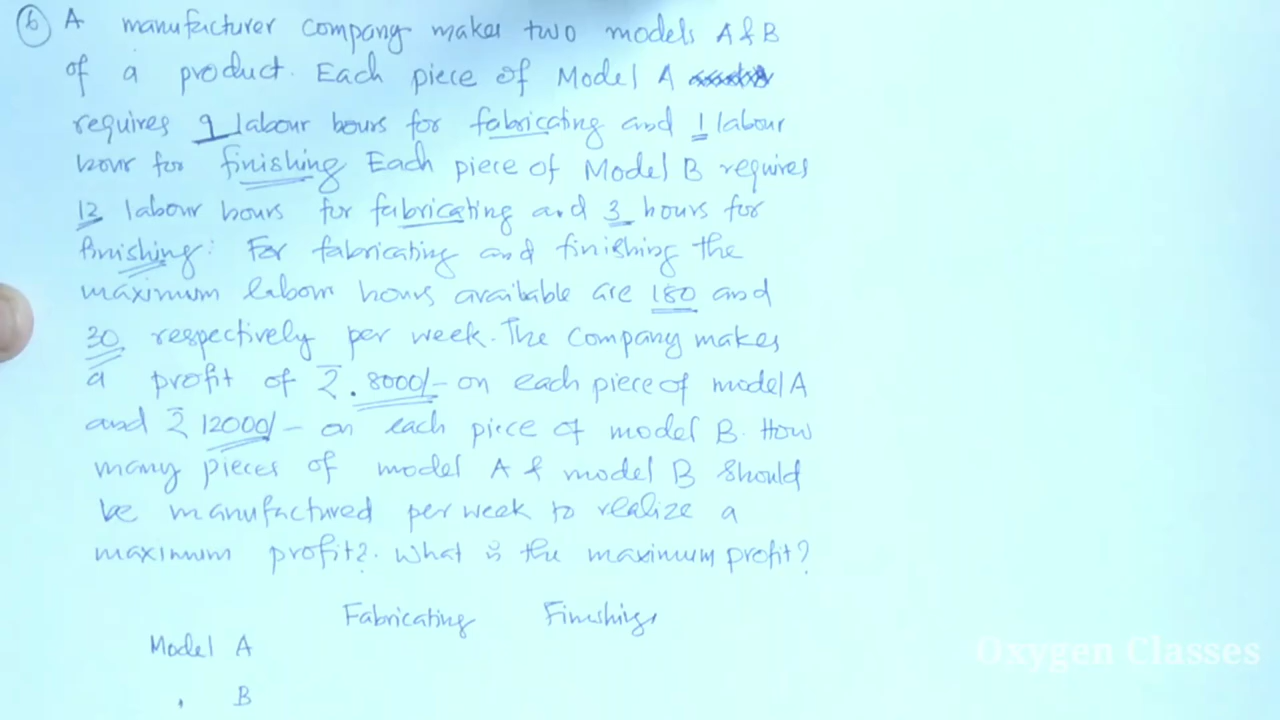 6 A manufacturer company makes two models A & B
of a product. Each piece of Model A
requires 9 labour hours for fabricating and 1 labour
hour for finishing Each piece of Model B requires
12 labour hours for fabricating and 3 hours for
finishing. For fabricating and finishing the
maximum labour hours available are 180 and
30 respectively per week. The company makes
a profit of ₹. 8000/- on each piece of model A
and ₹ 12000/- on each piece of model B. How
many pieces of model A & model B should
be manufactured per week to realize a
maximum profit?. What is the maximum profit?
Fabricating Finishing
Model A
, B
Oxygen Classes